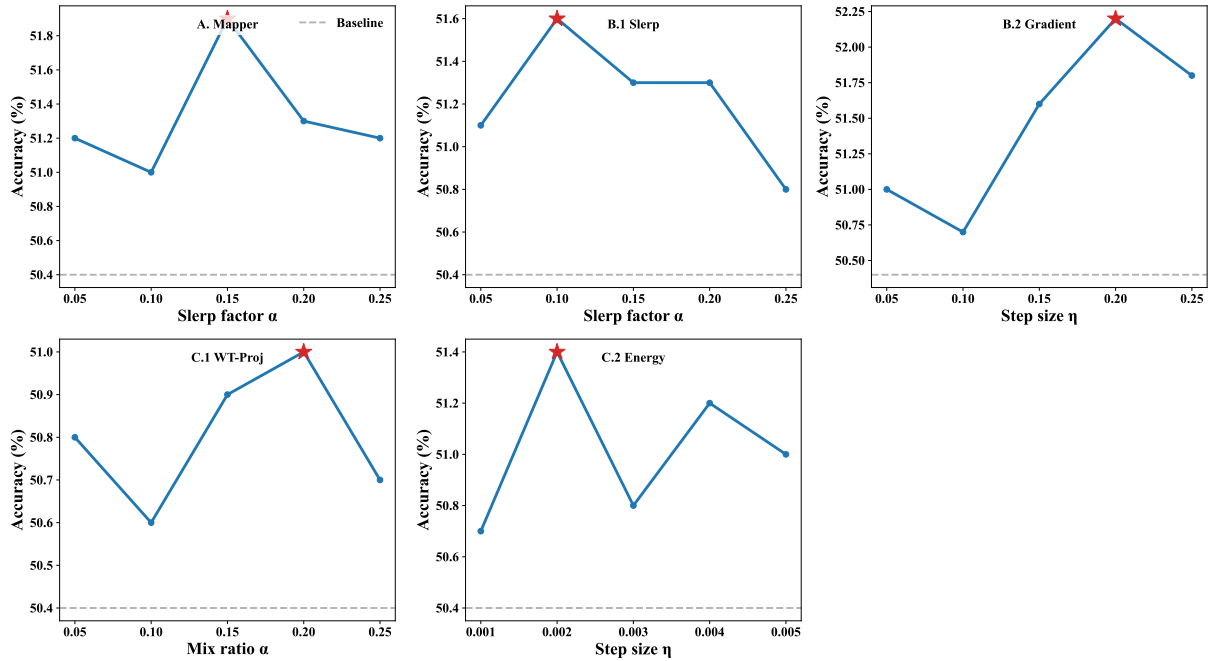 A. Mapper
Baseline
Accuracy (%)
51.8
51.6
51.4
51.2
51.0
50.8
50.6
50.4
0.05 0.10 0.15 0.20 0.25
Slerp factor α
B.1 Slerp
Accuracy (%)
51.6
51.4
51.2
51.0
50.8
50.6
50.4
0.05 0.10 0.15 0.20 0.25
Slerp factor α
B.2 Gradient
Accuracy (%)
52.25
52.00
51.75
51.50
51.25
51.00
50.75
50.50
0.05 0.10 0.15 0.20 0.25
Step size η
C.1 WT-Proj
Accuracy (%)
51.0
50.9
50.8
50.7
50.6
50.5
50.4
0.05 0.10 0.15 0.20 0.25
Mix ratio α
C.2 Energy
Accuracy (%)
51.4
51.2
51.0
50.8
50.6
50.4
0.001 0.002 0.003 0.004 0.005
Step size η